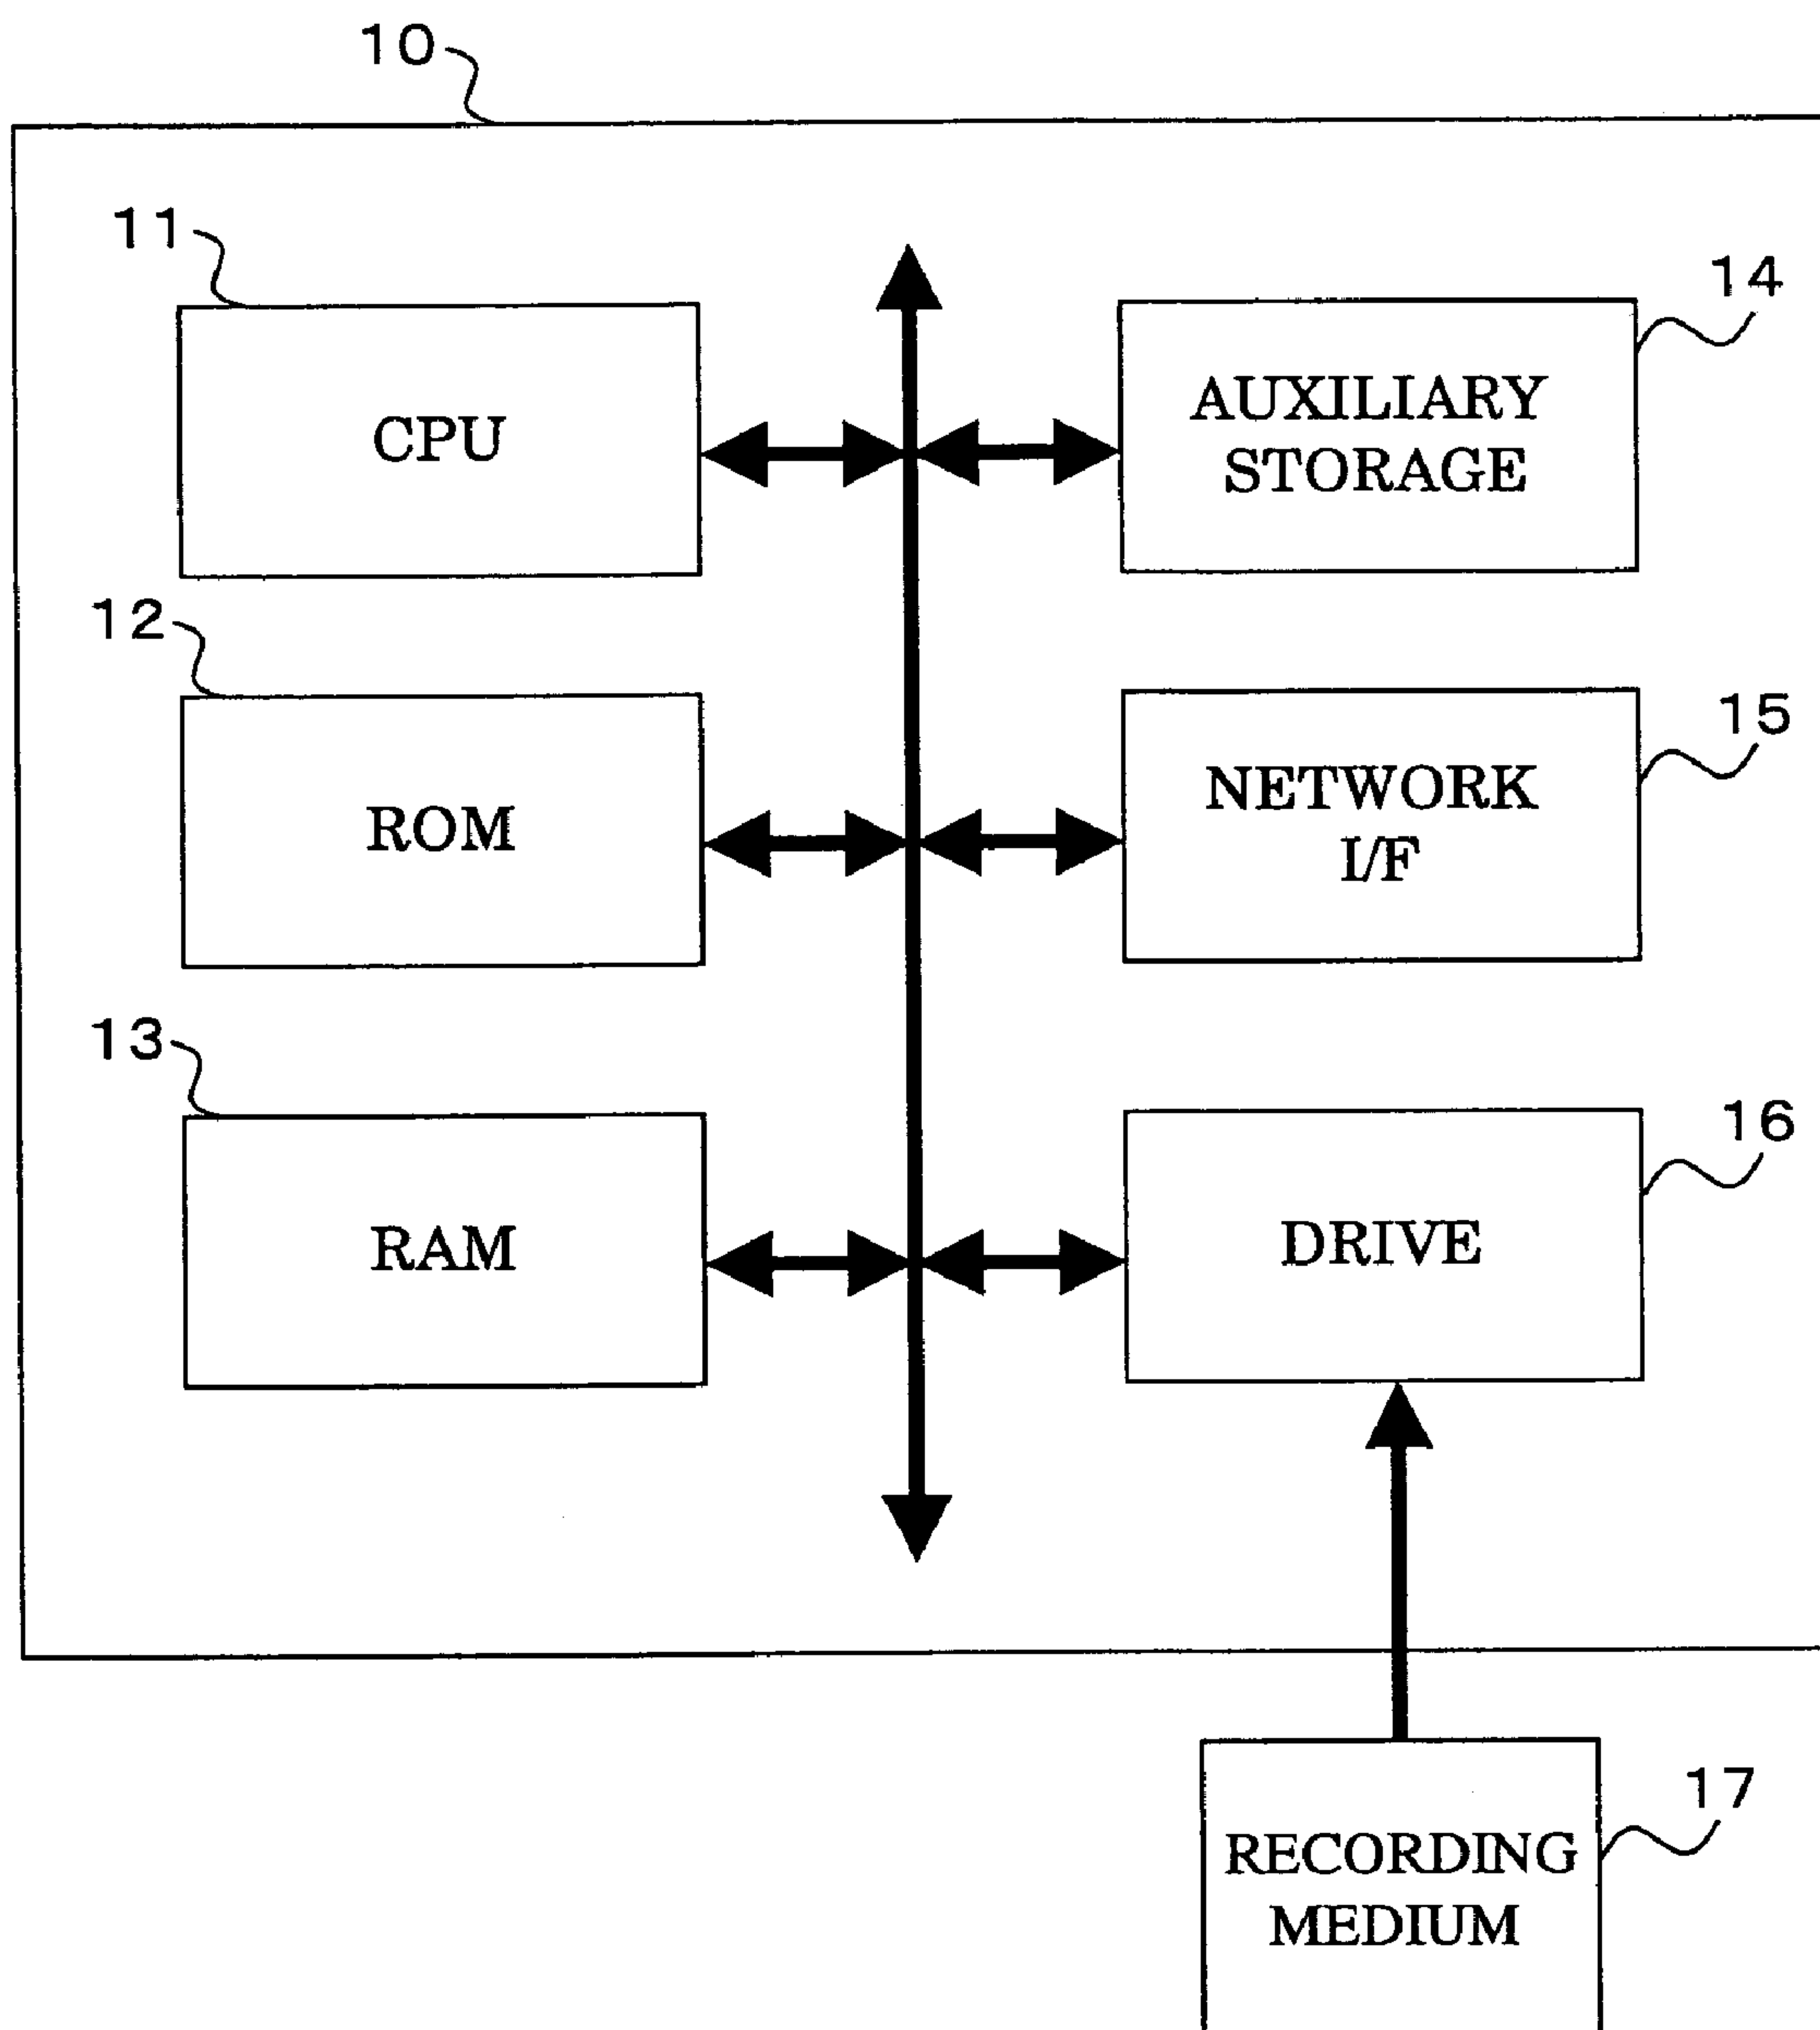 10
11
CPU
14
AUXILIARY
STORAGE
12
ROM
15
NETWORK
I/F
13
RAM
16
DRIVE
17
RECORDING
MEDIUM